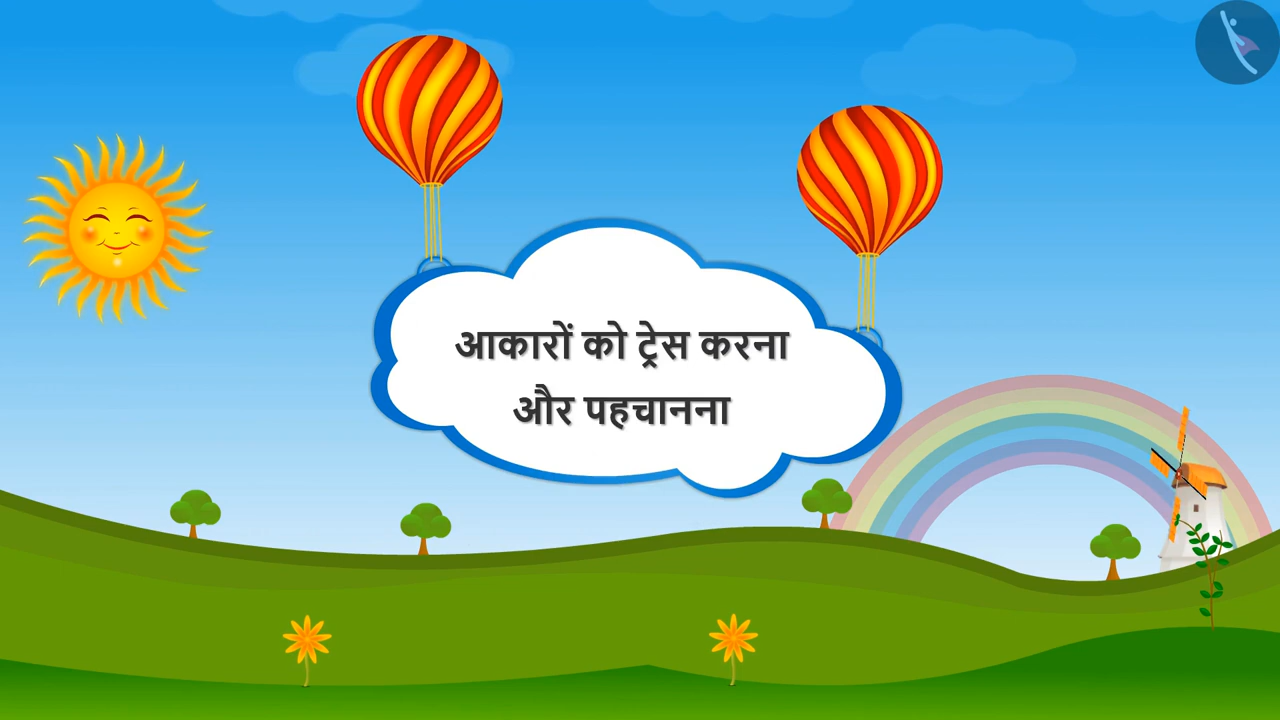 आकारों को ट्रेस करना
और पहचानना